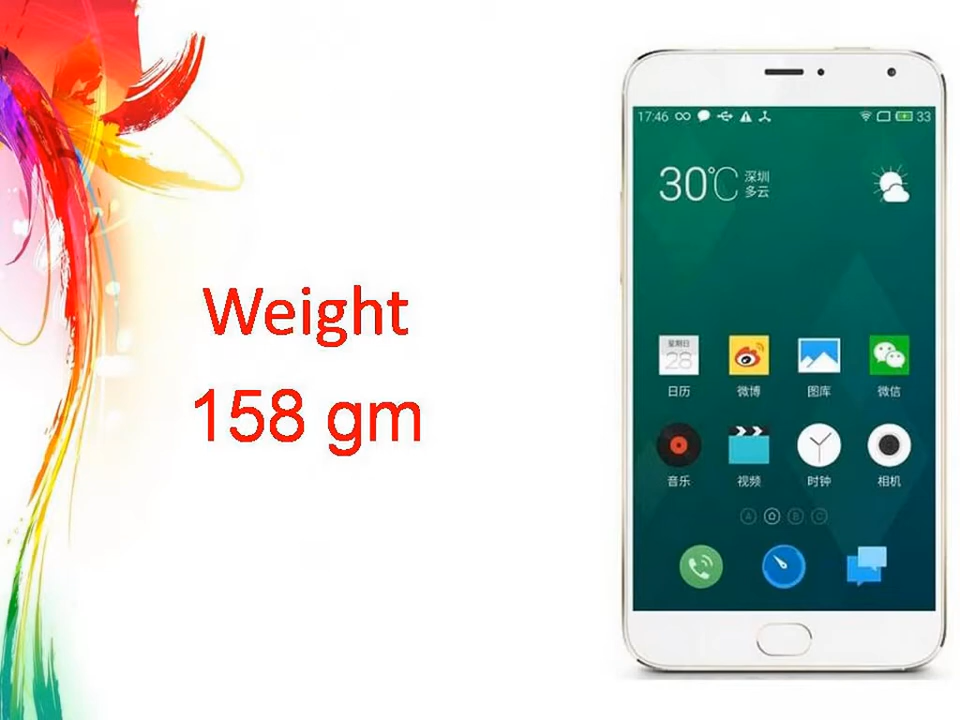 Weight
158 gm
17:46 33
30℃ 深圳
多云
星期日
28
日历 微博 图库 微信
音乐 视频 时钟 相机
A B C